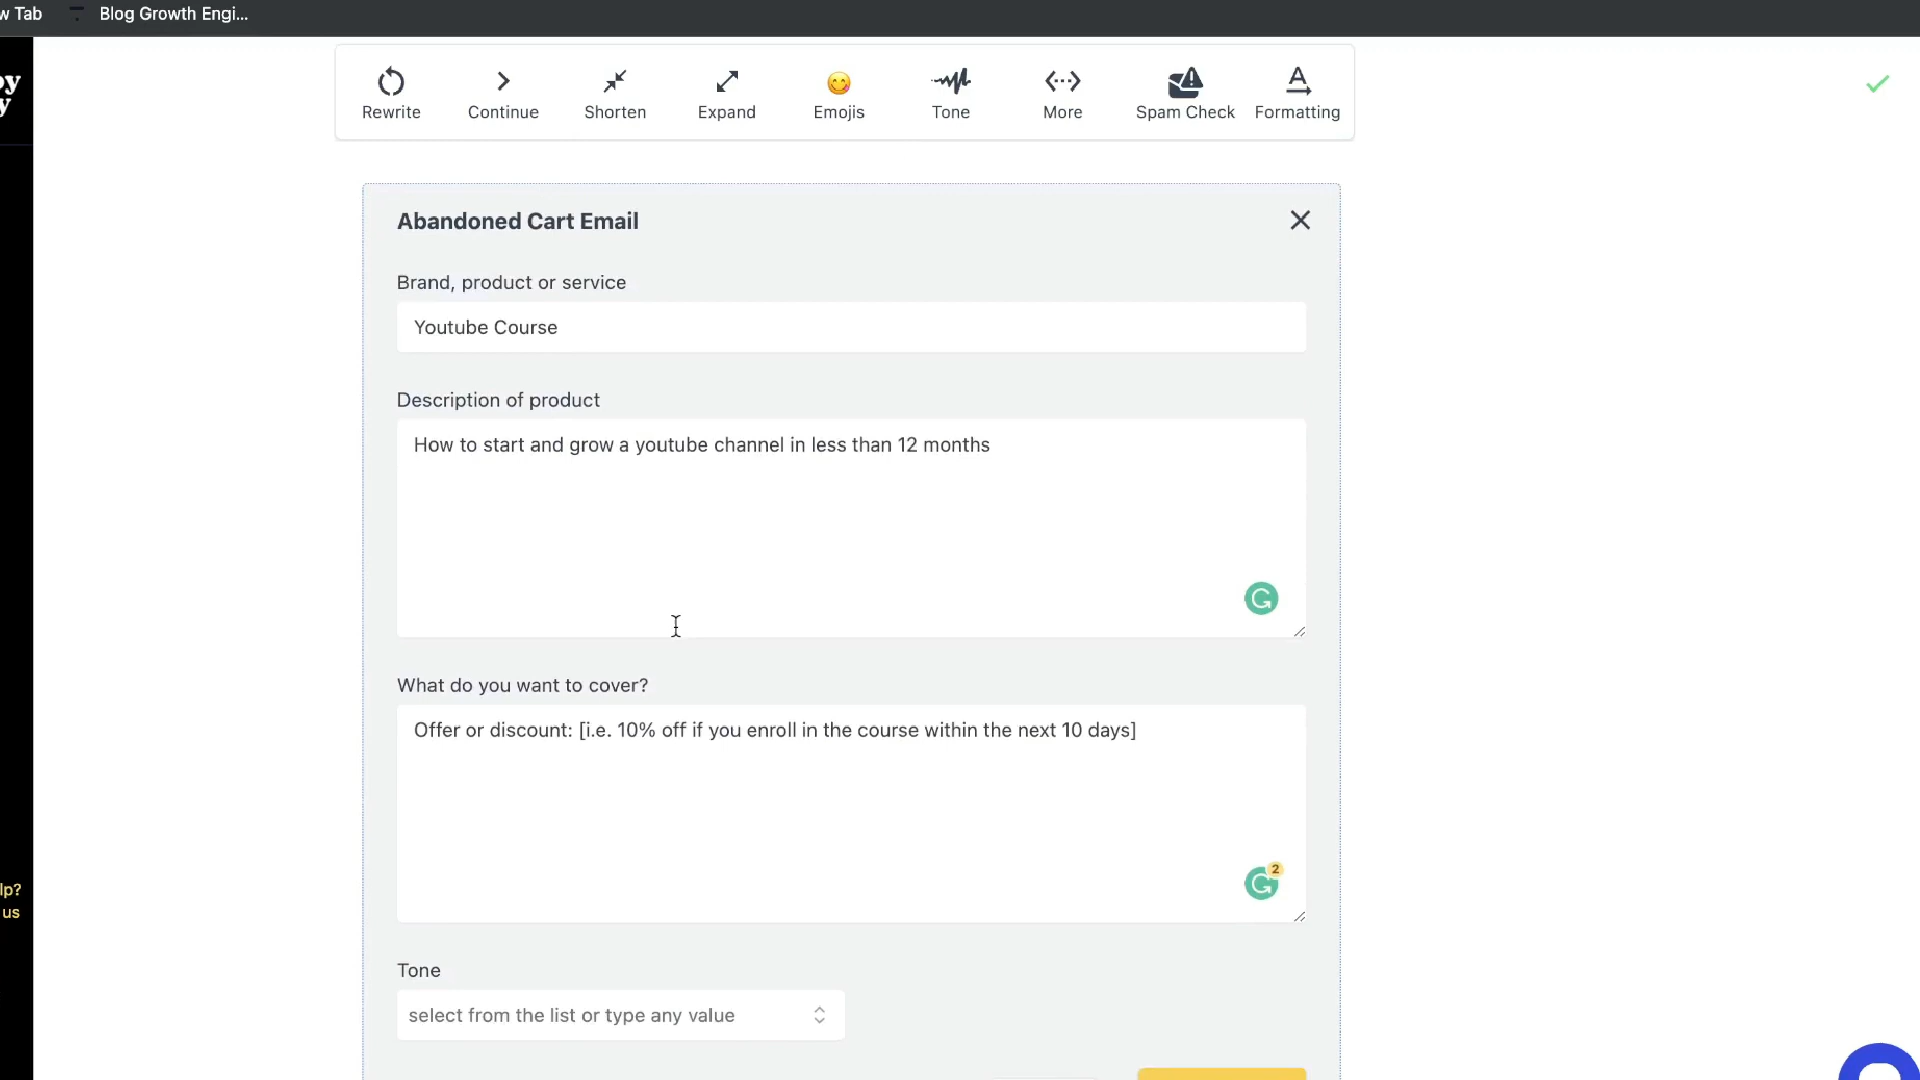 w Tab Blog Growth Engi...
Rewrite Continue Shorten Expand Emojis Tone More Spam Check Formatting
Abandoned Cart Email
Brand, product or service
Youtube Course
Description of product
How to start and grow a youtube channel in less than 12 months
What do you want to cover?
Offer or discount: [i.e. 10% off if you enroll in the course within the next 10 days]
2
lp?
us
Tone
select from the list or type any value